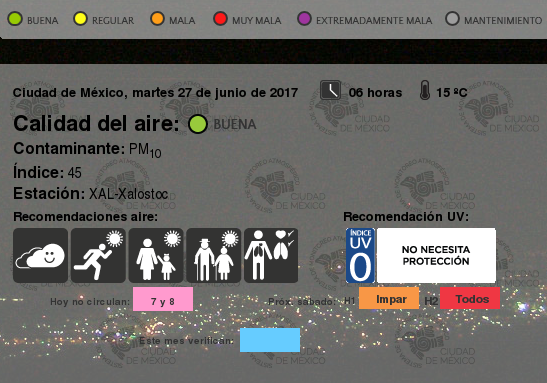 BUENA REGULAR MALA MUY MALA EXTREMADAMENTE MALA MANTENIMIENTO
Ciudad de México, martes 27 de junio de 2017 06 horas 15 ºC
Calidad del aire: BUENA
Contaminante: PM10
Índice: 45
Estación: XAL-Xalostoc
Recomendaciones aire: Recomendación UV:
ÍNDICE UV 0 NO NECESITA PROTECCIÓN
Hoy no circulan: 7 y 8 Próx. sábado: H1 Impar H2 Todos
Este mes verifican:
CIUDAD DE MÉXICO